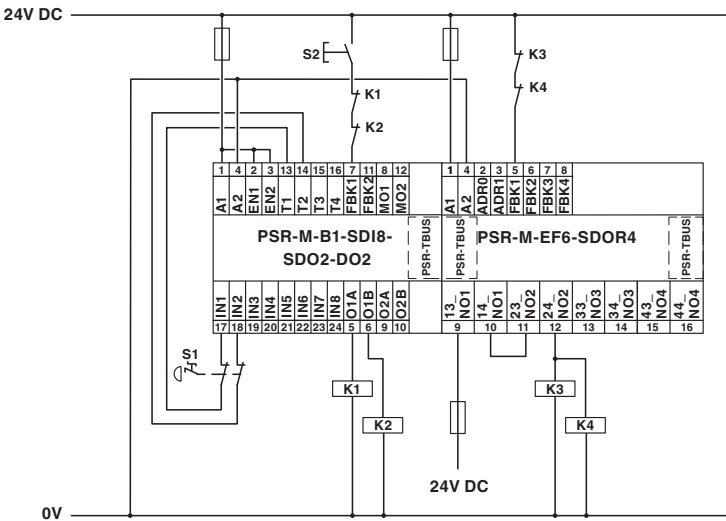 24V DC
S2
K1
K2
K3
K4
1 4 2 3 13 14 15 16 7 11 8 12
A1 A2 EN1 EN2 T1 T2 T3 T4 FBK1 FBK2 MO1 MO2
1 4 2 3 5 6 7 8
A1 A2 ADR0 ADR1 FBK1 FBK2 FBK3 FBK4
PSR-M-B1-SDI8-
SDO2-DO2
PSR-TBUS
PSR-TBUS
PSR-M-EF6-SDOR4
PSR-TBUS
IN1 IN2 IN3 IN4 IN5 IN6 IN7 IN8 O1A O1B O2A O2B
17 18 19 20 21 22 23 24 5 6 9 10
13_NO1 14_NO1 23_NO2 24_NO2 33_NO3 34_NO3 43_NO4 44_NO4
9 10 11 12 13 14 15 16
S1
K1
K2
K3
K4
24V DC
0V